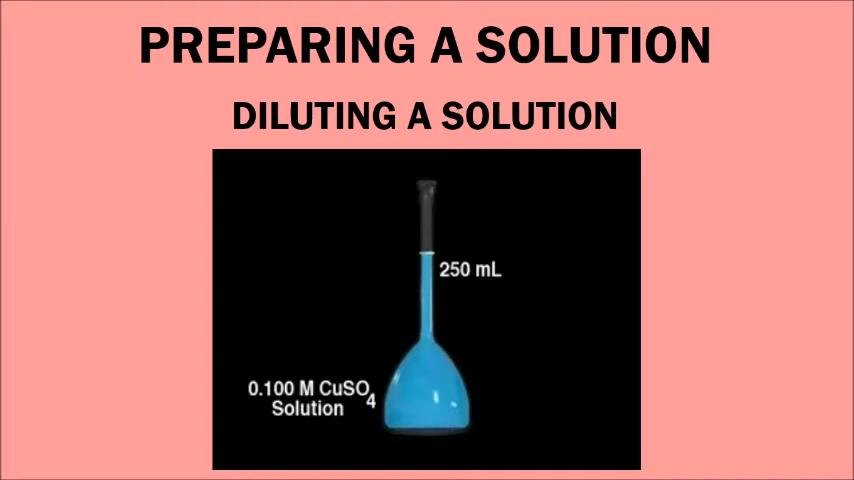 PREPARING A SOLUTION
DILUTING A SOLUTION
250 mL
0.100 M CuSO4
Solution